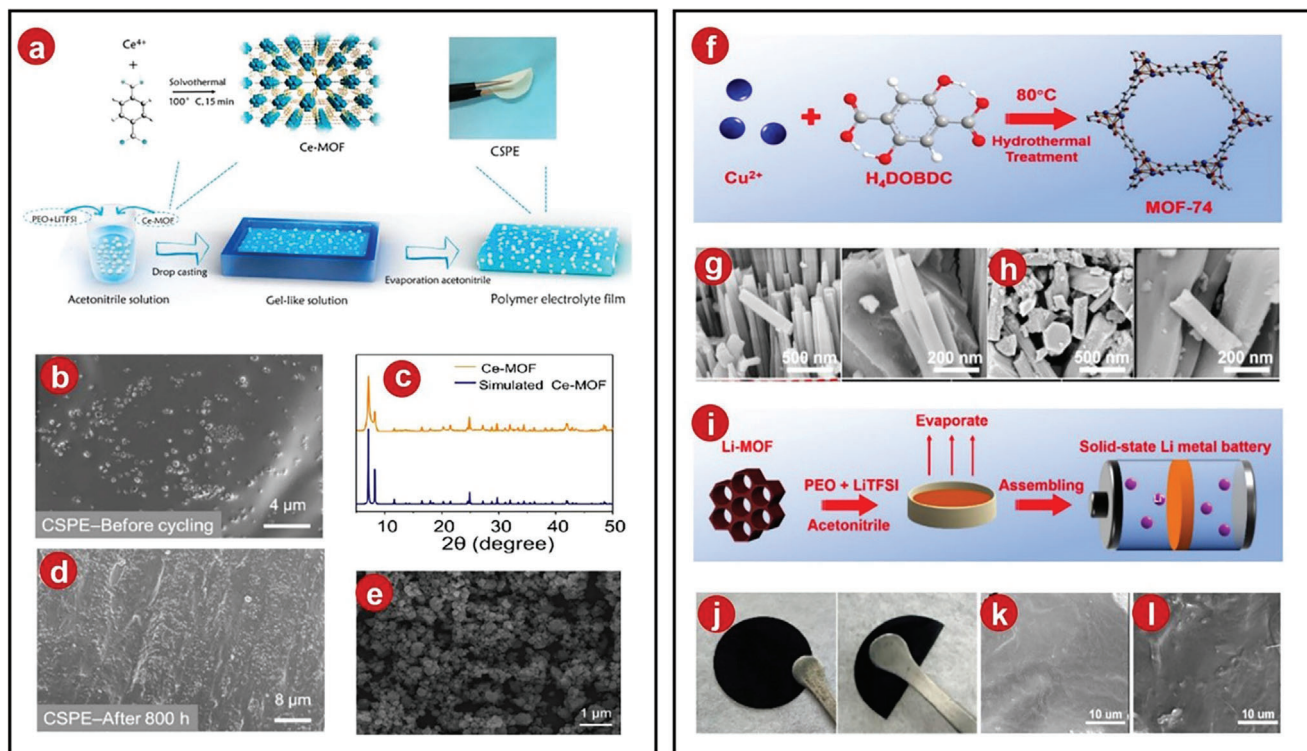 a
Ce⁴⁺
+
Solvothermal
100° C,15 min
Ce-MOF
CSPE
PEO+LiTFSI
Ce-MOF
Drop casting
Evaporation acetonitrile
Acetonitrile solution
Gel-like solution
Polymer electrolyte film
b
4 μm
CSPE–Before cycling
c
Ce-MOF
Simulated Ce-MOF
10
20
30
40
50
2θ (degree)
d
8 μm
CSPE–After 800 h
e
1 μm
f
Cu²⁺
+
H₄DOBDC
80°C
Hydrothermal
Treatment
MOF-74
g
500 nm
200 nm
h
500 nm
200 nm
i
Li-MOF
PEO + LiTFSI
Acetonitrile
Evaporate
Assembling
Solid-state Li metal battery
Li
j
k
10 um
l
10 um